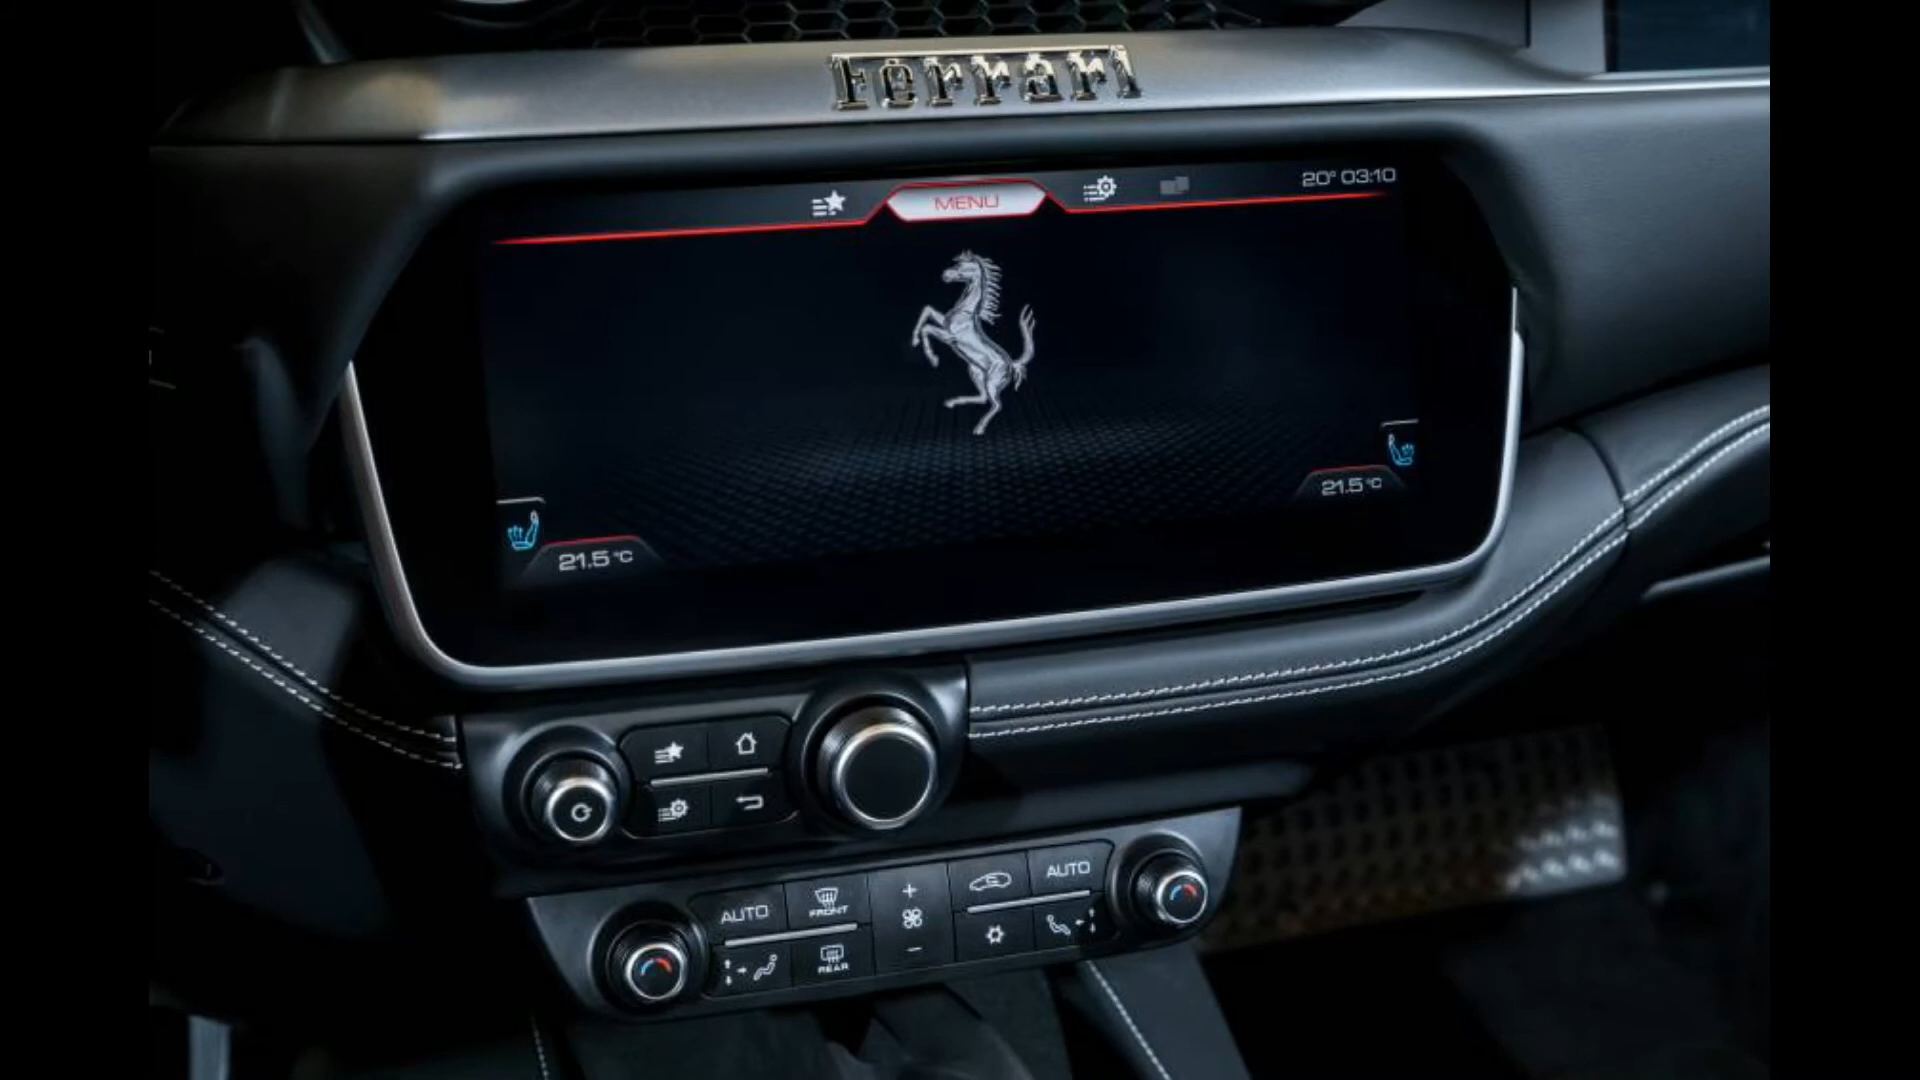 Ferrari
MENU
20° 03:10
21.5 °C
21.5 °C
AUTO
FRONT
+
AUTO
REAR
−